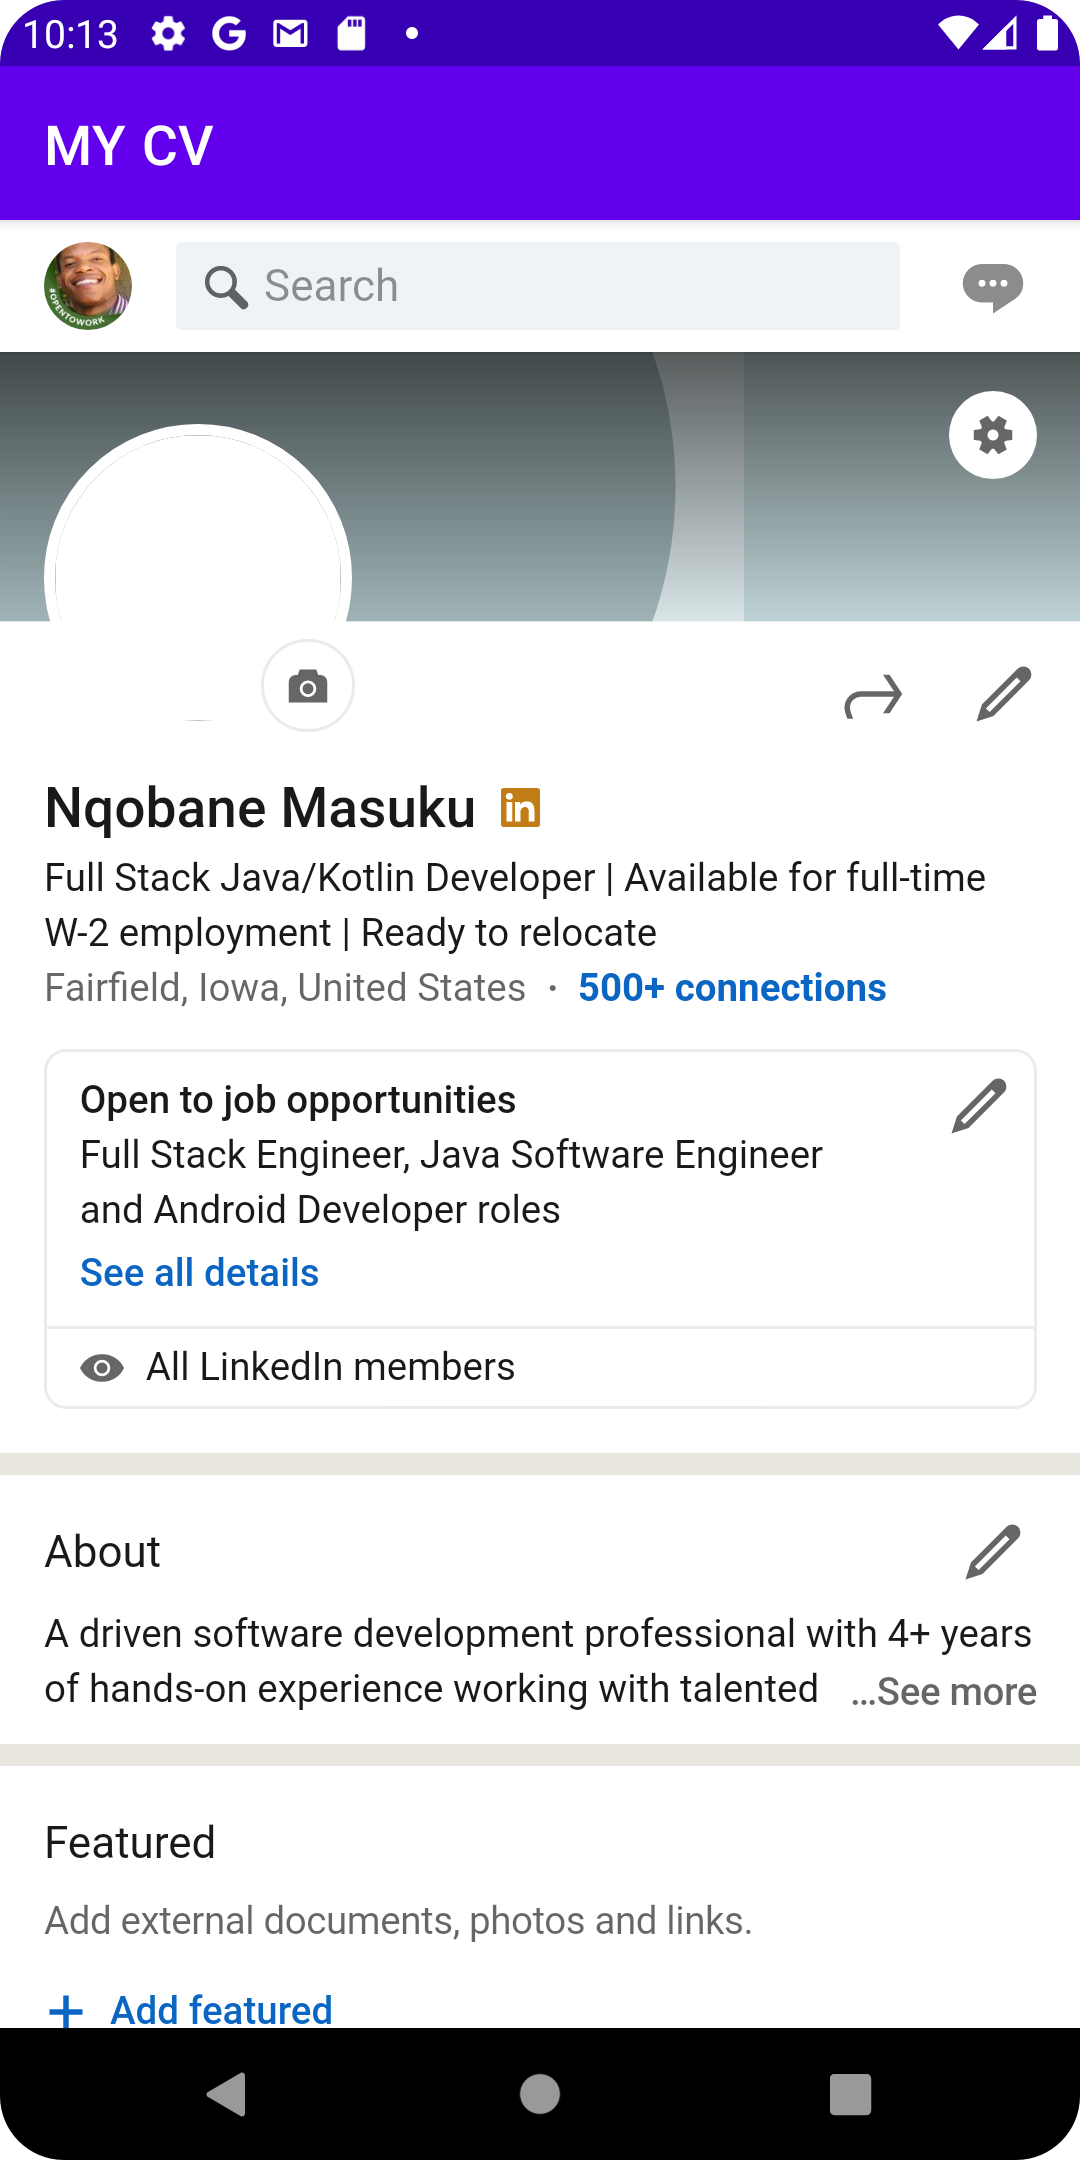 10:13
MY CV
#OPENTOWORK
Search
Nqobane Masuku in
Full Stack Java/Kotlin Developer | Available for full-time
W-2 employment | Ready to relocate
Fairfield, Iowa, United States · 500+ connections
Open to job opportunities
Full Stack Engineer, Java Software Engineer
and Android Developer roles
See all details
All LinkedIn members
About
A driven software development professional with 4+ years
of hands-on experience working with talented …See more
Featured
Add external documents, photos and links.
+ Add featured